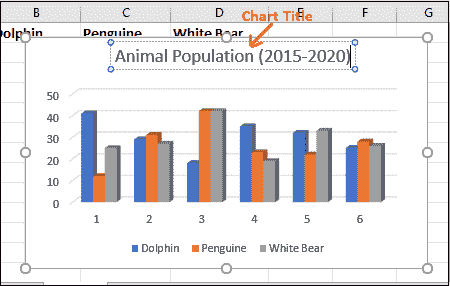 Chart Title
B C D E F G
Dolphin Penguine White Bear
Animal Population (2015-2020)
50
40
30
20
10
0
1 2 3 4 5 6
Dolphin Penguine White Bear